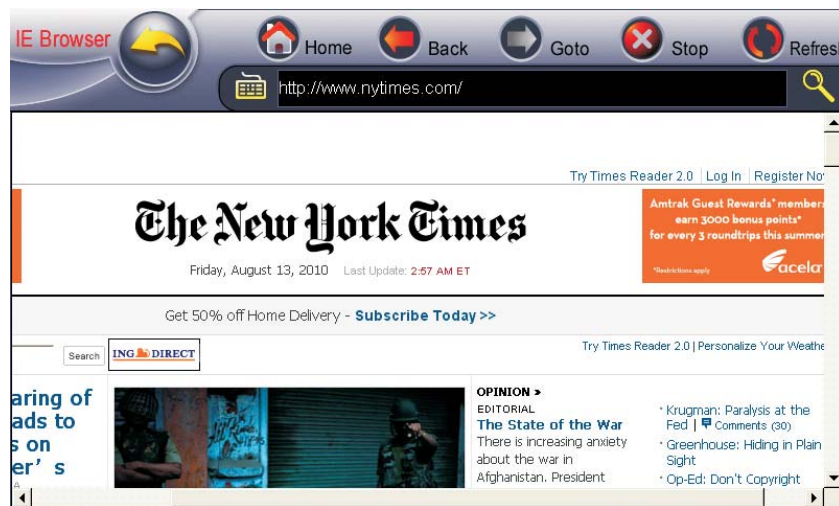 IE Browser
Home
Back
Goto
Stop
Refres
http://www.nytimes.com/
Try Times Reader 2.0 | Log In | Register No
The New York Times
Friday, August 13, 2010 Last Update: 2:57 AM ET
Amtrak Guest Rewards* members
earn 3000 bonus points*
for every 3 roundtrips this summer
*Restrictions apply
acela
Get 50% off Home Delivery - Subscribe Today >>
Search
ING DIRECT
Try Times Reader 2.0 | Personalize Your Weathe
aring of
ads to
s on
er's
A
OPINION »
EDITORIAL
The State of the War
There is increasing anxiety
about the war in
Afghanistan. President
· Krugman: Paralysis at the
Fed | Comments (30)
· Greenhouse: Hiding in Plain
Sight
· Op-Ed: Don't Copyright